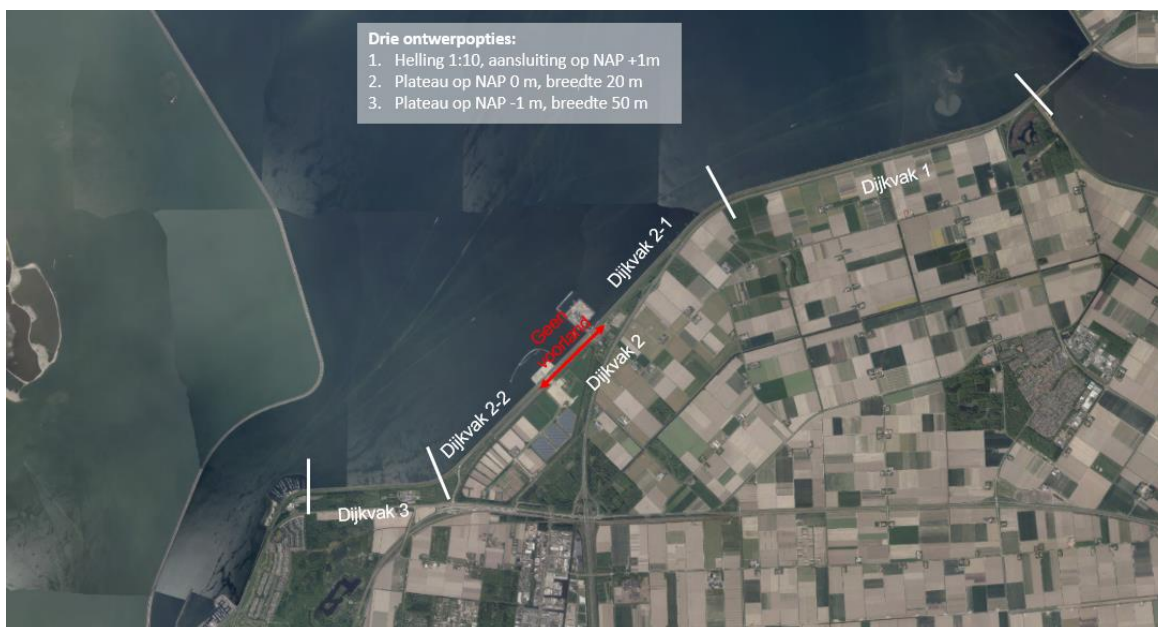 Drie ontwerpopties:
1. Helling 1:10, aansluiting op NAP +1m
2. Plateau op NAP 0 m, breedte 20 m
3. Plateau op NAP -1 m, breedte 50 m
Dijkvak 1
Dijkvak 2-1
Geen
voorland
Dijkvak 2
Dijkvak 2-2
Dijkvak 3